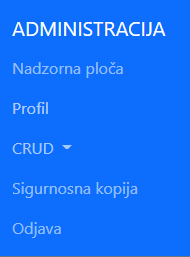 ADMINISTRACIJA
Nadzorna ploča
Profil
CRUD
Sigurnosna kopija
Odjava